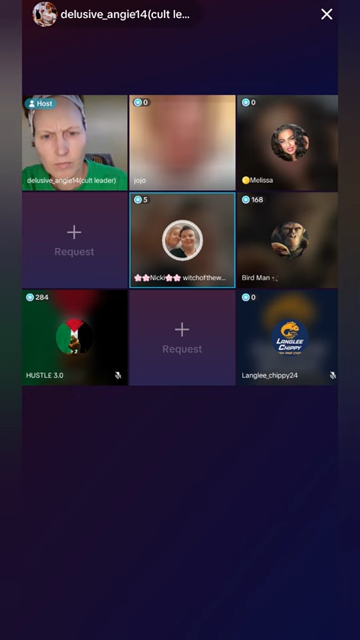 delusive_angie14(cult le...
Host
0
0
delusive_angie14(cult leader)
jojo
Melissa
Request
5
168
🌸🌸Nicki🌸🌸 witchofthew...
Bird Man
284
0
Request
LANGLEE
CHIPPY
HUSTLE 3.0
Langlee_chippy24